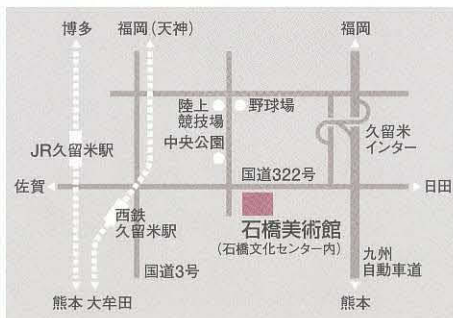 博多
福岡(天神)
福岡
陸上
競技場
野球場
中央公園
久留米
インター
JR久留米駅
国道322号
佐賀
日田
西鉄
久留米駅
石橋美術館
(石橋文化センター内)
国道3号
九州
自動車道
熊本
大牟田
熊本